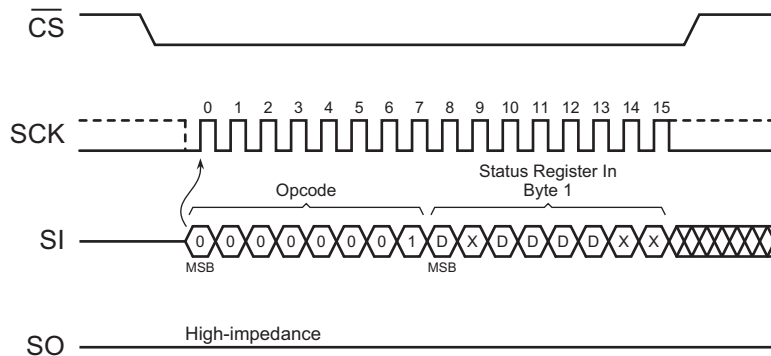 CS
0 1 2 3 4 5 6 7 8 9 10 11 12 13 14 15
SCK
Status Register In
Opcode
Byte 1
SI
0 0 0 0 0 0 0 1 D X D D D D X X
MSB MSB
High-impedance
SO